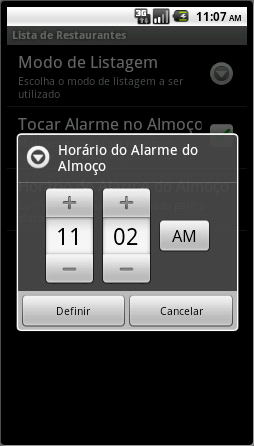 11:07 AM
Lista de Restaurantes
Modo de Listagem
Escolha o modo de listagem a ser
utilizado
Tocar Alarme no Almoço
Horário do Alarme do
Almoço
+ +
11 02 AM
- -
Definir Cancelar